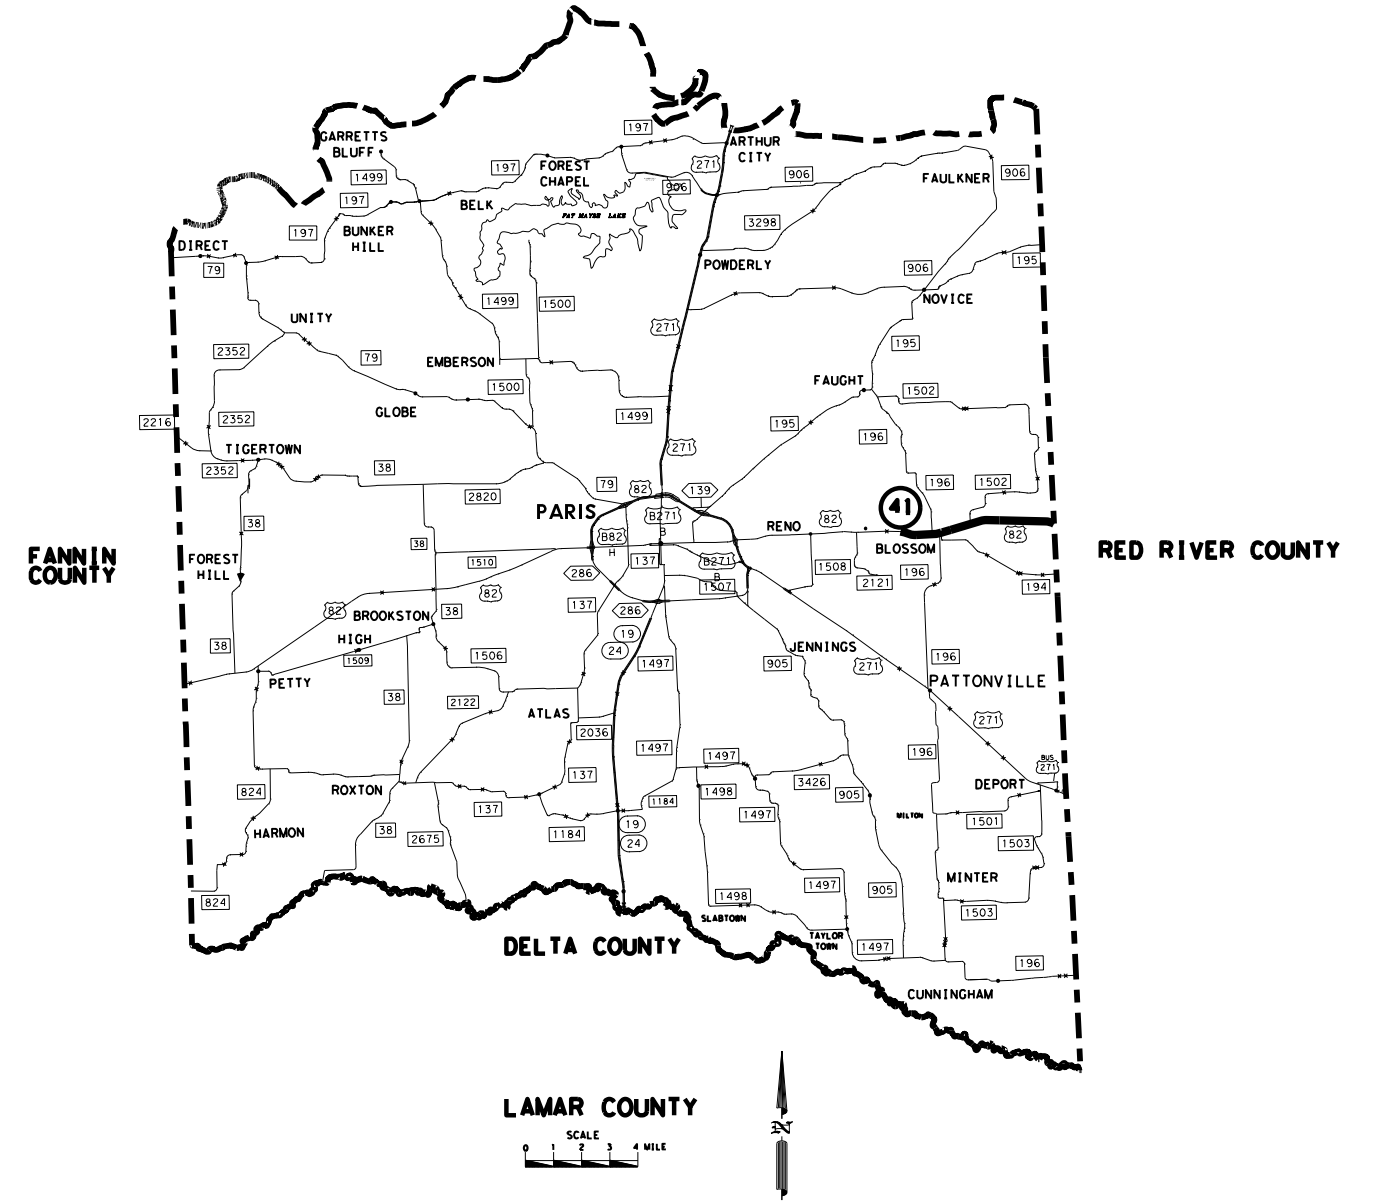 197
GARRETTS
BLUFF
ARTHUR
CITY
197
FOREST
CHAPEL
271
1499
906
906
FAULKNER
906
197
BELK
PAT MAYSE LAKE
3298
197
BUNKER
HILL
DIRECT
79
POWDERLY
906
195
1499
1500
NOVICE
UNITY
271
2352
79
EMBERSON
195
FAUGHT
1500
1502
GLOBE
1499
2216
2352
195
196
TIGERTOWN
271
2352
38
79
82
139
196
1502
2820
PARIS
B271
41
38
RENO
82
FANNIN
COUNTY
FOREST
HILL
38
B82
H
B
BLOSSOM
82
RED RIVER COUNTY
1510
137
B271
B
1508
196
286
2121
1507
194
82
82
BROOKSTON
38
137
286
19
24
38
HIGH
1509
1506
1497
905
JENNINGS
271
196
PETTY
38
2122
PATTONVILLE
ATLAS
2036
271
1497
1497
196
BUS
271
824
ROXTON
137
1498
3426
905
DEPORT
137
1184
1497
MILTON
1501
HARMON
38
2675
1184
19
24
1503
MINTER
824
1498
1497
905
1503
SLABTOWN
DELTA COUNTY
TAYLOR
TOWN
1497
196
CUNNINGHAM
LAMAR COUNTY
SCALE
0 1 2 3 4 MILE
N